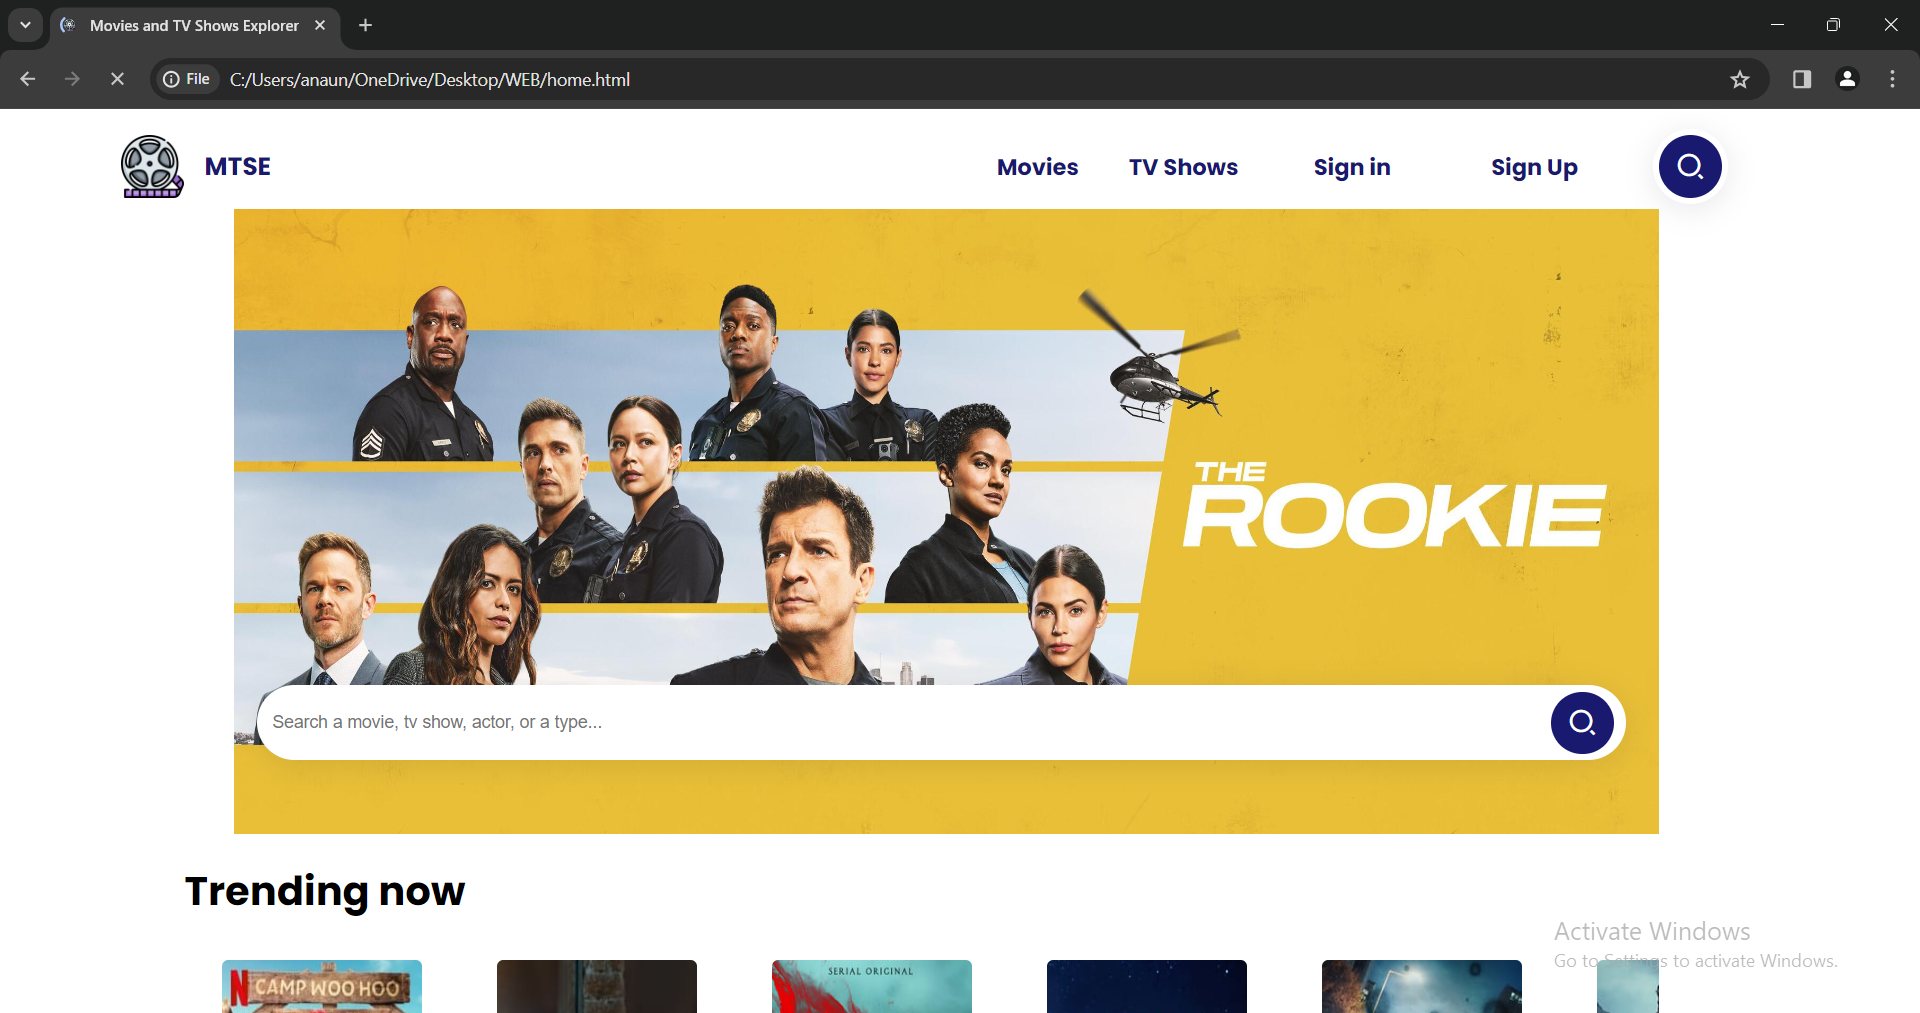 Movies and TV Shows Explorer
File C:/Users/anaun/OneDrive/Desktop/WEB/home.html
MTSE Movies TV Shows Sign in Sign Up
THE
ROOKIE
Search a movie, tv show, actor, or a type...
Trending now
Activate Windows
Go to Settings to activate Windows.
N CAMP WOO HOO
SERIAL ORIGINAL